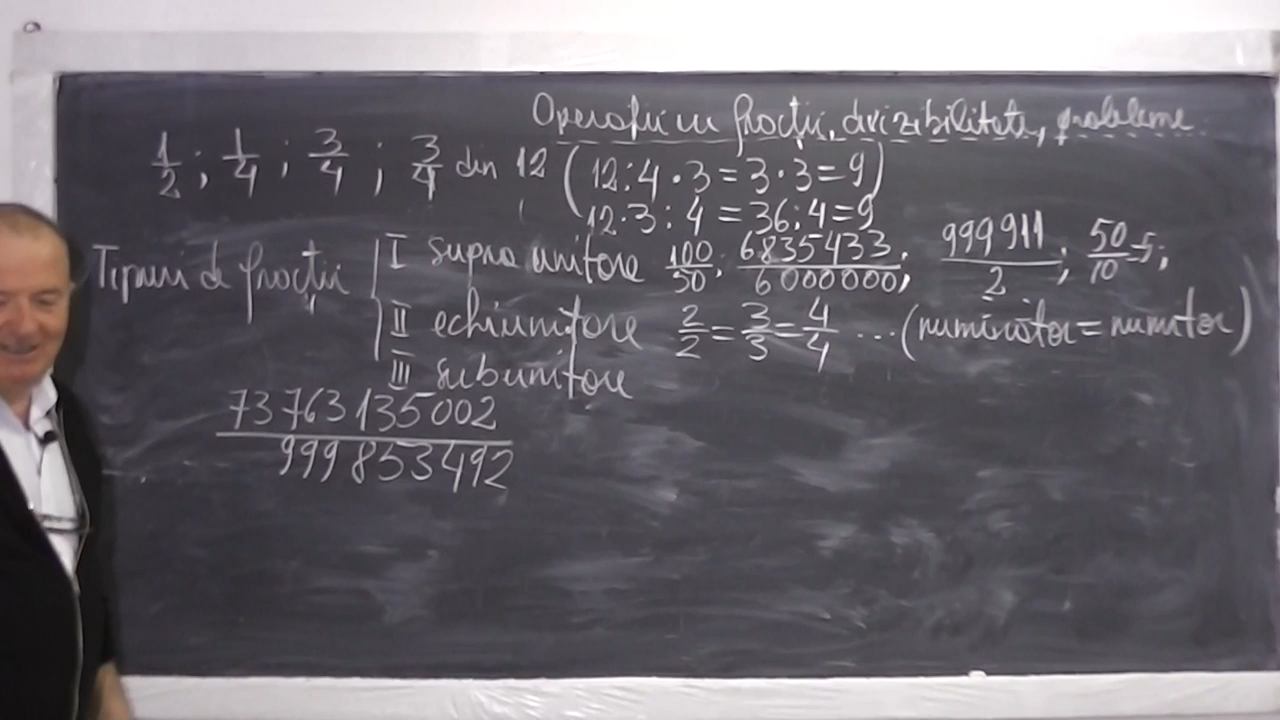 Operații cu fracții, divizibilitate, probleme
1/2 ; 1/4 ; 3/4 ; 3/4 din 12 (12:4·3=3·3=9)
12·3:4=36:4=9
Tipuri de fracții
I supraunitare 100/50; 6835433/6000000; 999911/2; 50/10=5;
II echiunitare 2/2=3/3=4/4 ...(numărător=numitor)
III subunitare
73763135002/999853492